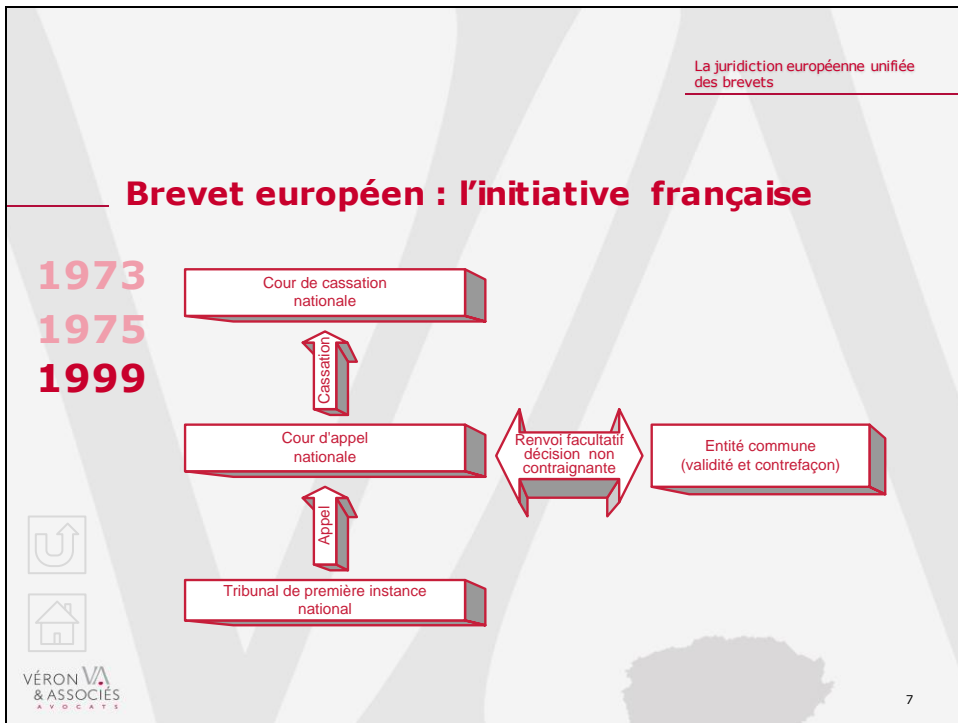 La juridiction européenne unifiée
des brevets
Brevet européen : l'initiative française
1973
1975
1999
Cour de cassation
nationale
Cassation
Cour d'appel
nationale
Renvoi facultatif
décision non
contraignante
Entité commune
(validité et contrefaçon)
Appel
Tribunal de première instance
national
VÉRON VA
& ASSOCIÉS
AVOCATS
7